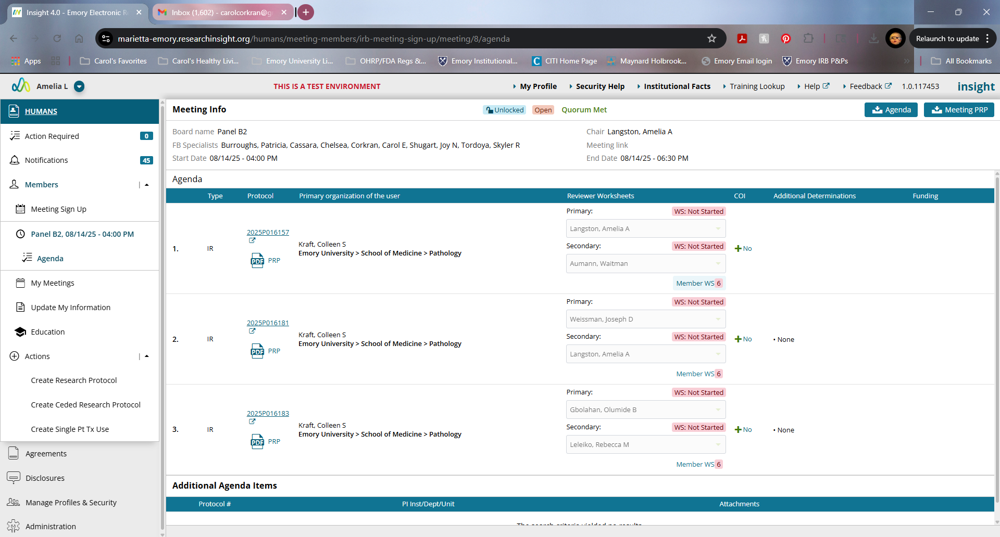 Insight 4.0 - Emory Electronic R
Inbox (1,602) - carolcorkran@g
marietta-emory.researchinsight.org/humans/meeting-members/irb-meeting-sign-up/meeting/8/agenda
Relaunch to update
Apps
Carol's Favorites
Carol's Healthy Livi...
Emory University Li...
OHRP/FDA Regs &...
Emory Institutional...
CITI Home Page
Maynard Holbrook...
Emory Email login
Emory IRB P&Ps
All Bookmarks
Amelia L
THIS IS A TEST ENVIRONMENT
My Profile
Security Help
Institutional Facts
Training Lookup
Help
Feedback
1.0.117453
insight
HUMANS
Action Required 0
Notifications 45
Members
Meeting Sign Up
Panel B2, 08/14/25 - 04:00 PM
Agenda
My Meetings
Update My Information
Education
Actions
Create Research Protocol
Create Ceded Research Protocol
Create Single Pt Tx Use
Agreements
Disclosures
Manage Profiles & Security
Administration
Meeting Info
Unlocked
Open
Quorum Met
Agenda
Meeting PRP
Board name Panel B2
Chair Langston, Amelia A
FB Specialists Burroughs, Patricia, Cassara, Chelsea, Corkran, Carol E, Shugart, Joy N, Tordoya, Skyler R
Meeting link
Start Date 08/14/25 - 04:00 PM
End Date 08/14/25 - 06:30 PM
Agenda
Type Protocol Primary organization of the user Reviewer Worksheets COI Additional Determinations Funding
1.
IR
2025P016157
PDF PRP
Kraft, Colleen S
Emory University > School of Medicine > Pathology
Primary: WS: Not Started
Langston, Amelia A
Secondary: WS: Not Started
Aumann, Waitman
Member WS 6
No
2.
IR
2025P016181
PDF PRP
Kraft, Colleen S
Emory University > School of Medicine > Pathology
Primary: WS: Not Started
Weissman, Joseph D
Secondary: WS: Not Started
Langston, Amelia A
Member WS 6
No
• None
3.
IR
2025P016183
PDF PRP
Kraft, Colleen S
Emory University > School of Medicine > Pathology
Primary: WS: Not Started
Gbolahan, Olumide B
Secondary: WS: Not Started
Leleiko, Rebecca M
Member WS 6
No
• None
Additional Agenda Items
Protocol # PI Inst/Dept/Unit Attachments
The search criteria yielded no results